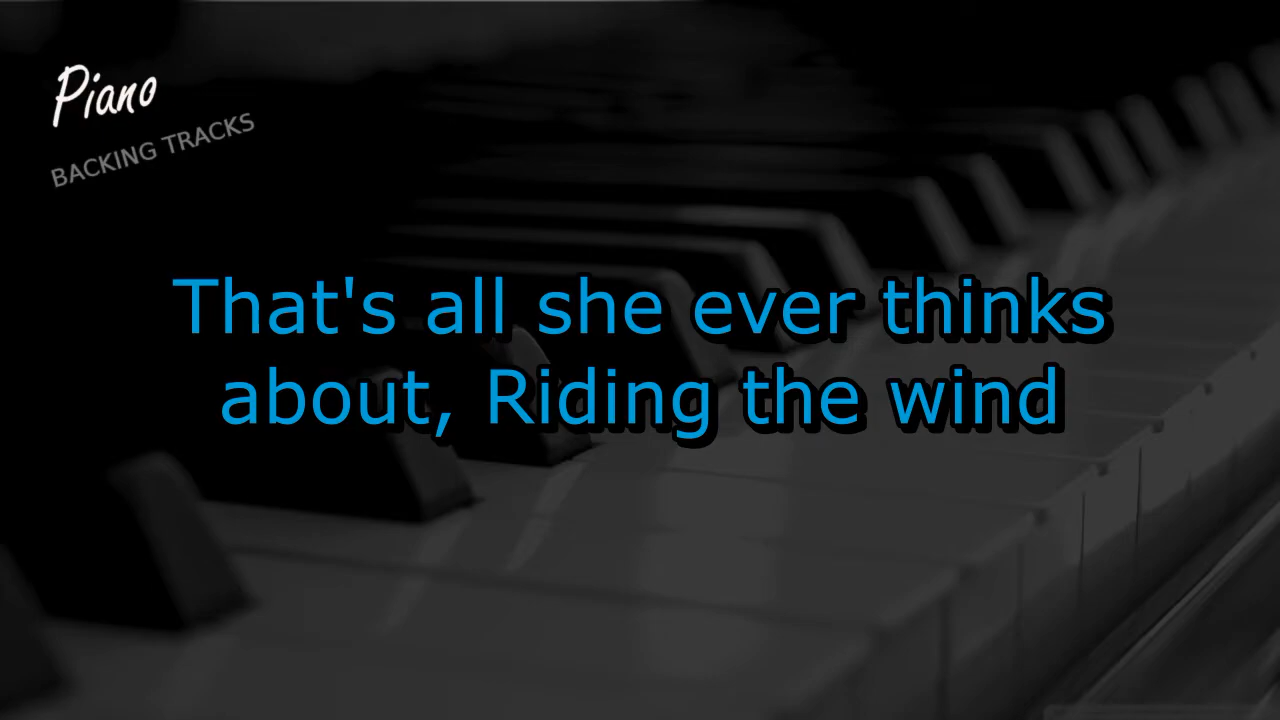 Piano
BACKING TRACKS
That's all she ever thinks
about, Riding the wind